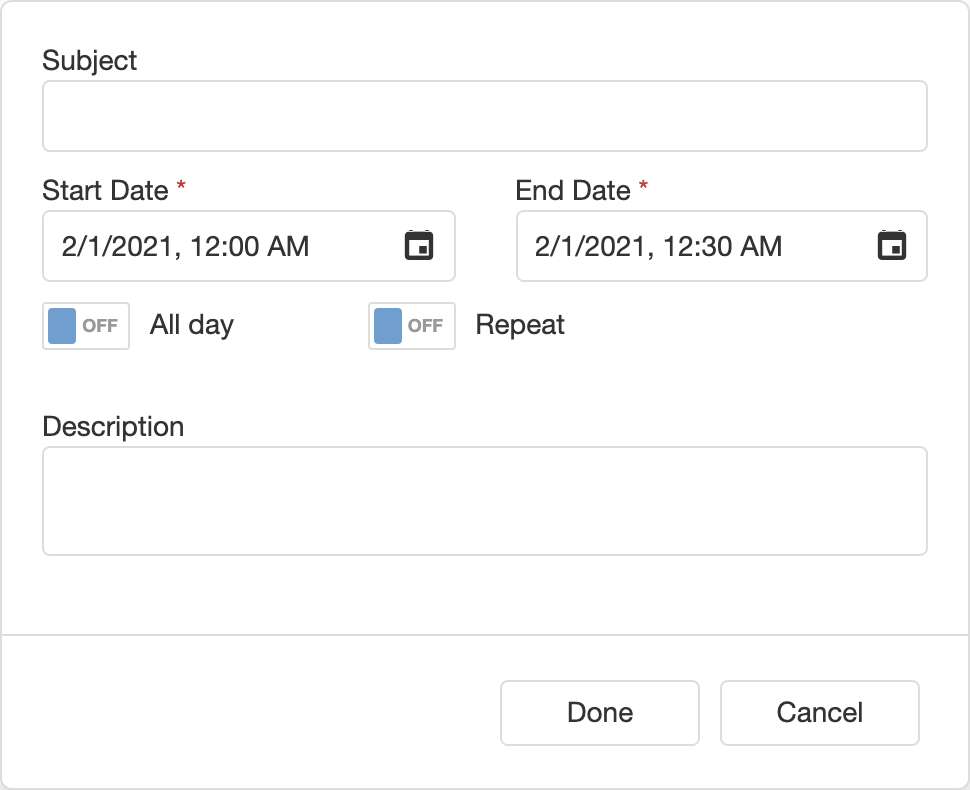 Subject
Start Date * End Date *
2/1/2021, 12:00 AM 2/1/2021, 12:30 AM
OFF All day OFF Repeat
Description
Done Cancel